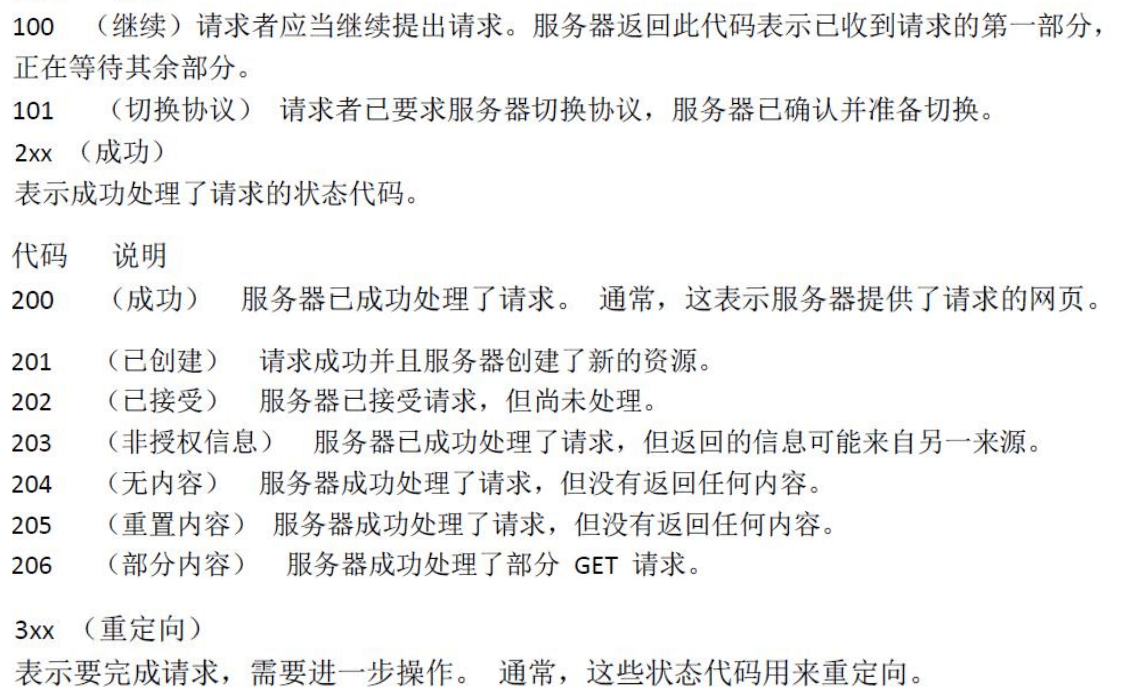 100 （继续）请求者应当继续提出请求。服务器返回此代码表示已收到请求的第一部分，
正在等待其余部分。
101 （切换协议） 请求者已要求服务器切换协议，服务器已确认并准备切换。
2xx （成功）
表示成功处理了请求的状态代码。
代码 说明
200 （成功） 服务器已成功处理了请求。 通常，这表示服务器提供了请求的网页。
201 （已创建） 请求成功并且服务器创建了新的资源。
202 （已接受） 服务器已接受请求，但尚未处理。
203 （非授权信息） 服务器已成功处理了请求，但返回的信息可能来自另一来源。
204 （无内容） 服务器成功处理了请求，但没有返回任何内容。
205 （重置内容） 服务器成功处理了请求，但没有返回任何内容。
206 （部分内容） 服务器成功处理了部分 GET 请求。
3xx （重定向）
表示要完成请求，需要进一步操作。 通常，这些状态代码用来重定向。